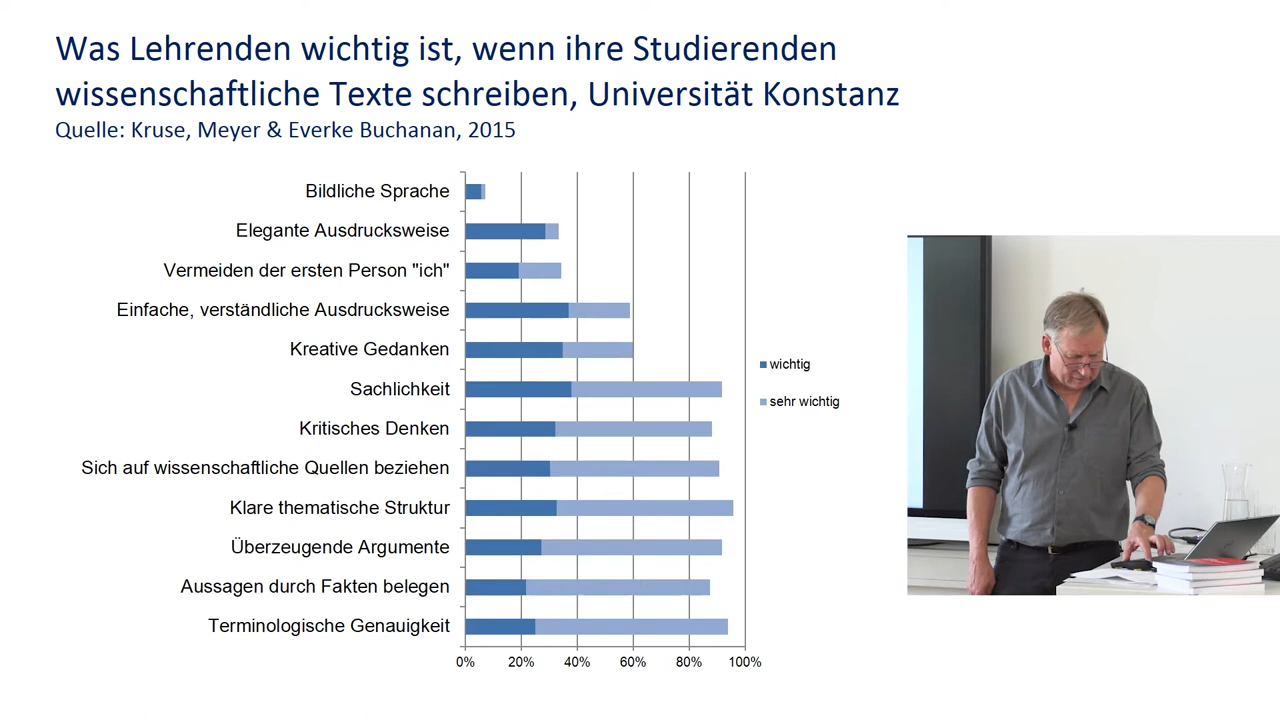 Was Lehrenden wichtig ist, wenn ihre Studierenden
wissenschaftliche Texte schreiben, Universität Konstanz
Quelle: Kruse, Meyer & Everke Buchanan, 2015
Bildliche Sprache
Elegante Ausdrucksweise
Vermeiden der ersten Person "ich"
Einfache, verständliche Ausdrucksweise
Kreative Gedanken
Sachlichkeit
Kritisches Denken
Sich auf wissenschaftliche Quellen beziehen
Klare thematische Struktur
Überzeugende Argumente
Aussagen durch Fakten belegen
Terminologische Genauigkeit
0% 20% 40% 60% 80% 100%
wichtig
sehr wichtig